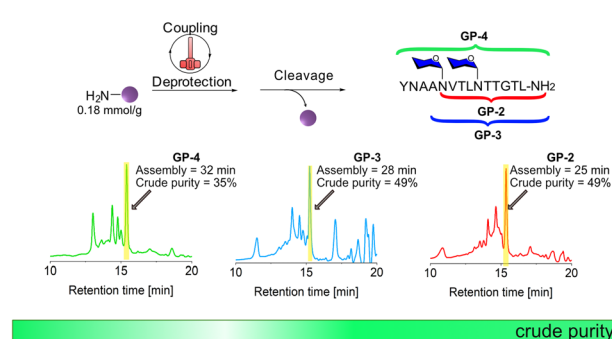 Coupling
Deprotection
Cleavage
H₂N
0.18 mmol/g
GP-4
O O
YNAANVTLNTTGTL-NH2
GP-2
GP-3
GP-4
Assembly = 32 min
Crude purity = 35%
10 15 20
Retention time [min]
GP-3
Assembly = 28 min
Crude purity = 49%
10 15 20
Retention time [min]
GP-2
Assembly = 25 min
Crude purity = 49%
10 15 20
Retention time [min]
crude purity